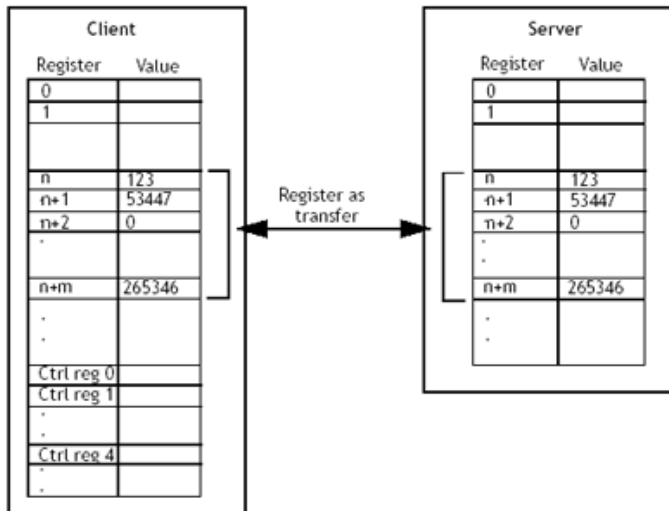 Client
Register Value
0
1
n 123
n+1 53447
n+2 0
.
n+m 265346
.
.
Ctrl reg 0
Ctrl reg 1
.
.
Ctrl reg 4
.
.
Register as
transfer
Server
Register Value
0
1
n 123
n+1 53447
n+2 0
.
.
n+m 265346
.
.